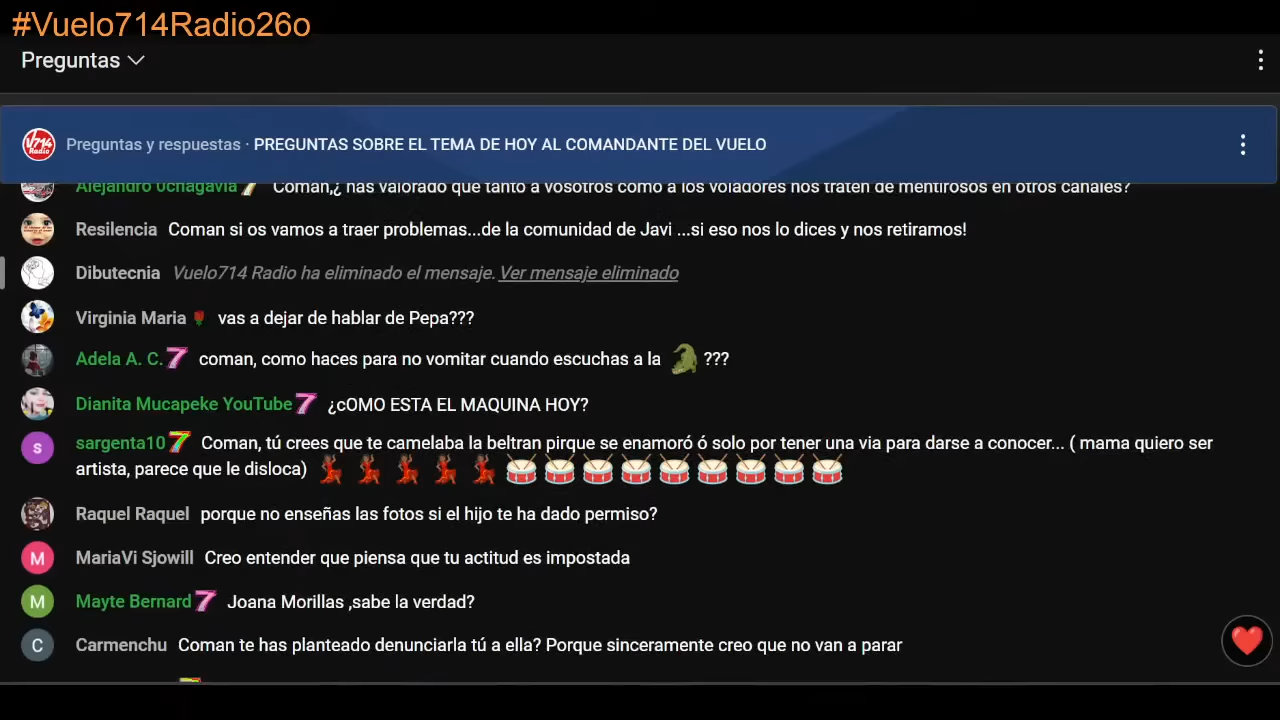 #Vuelo714Radio26o
Preguntas
V714 Radio
Preguntas y respuestas · PREGUNTAS SOBRE EL TEMA DE HOY AL COMANDANTE DEL VUELO
Alejandro Uchagavia 7 Coman,¿ has valorado que tanto a vosotros como a los voladores nos traten de mentirosos en otros canales?
Resilencia Coman si os vamos a traer problemas...de la comunidad de Javi ...si eso nos lo dices y nos retiramos!
Dibutecnia Vuelo714 Radio ha eliminado el mensaje. Ver mensaje eliminado
Virginia Maria🌹 vas a dejar de hablar de Pepa???
Adela A. C. 7 coman, como haces para no vomitar cuando escuchas a la 🐊 ???
Dianita Mucapeke YouTube 7 ¿cOMO ESTA EL MAQUINA HOY?
s sargenta10 7 Coman, tú crees que te camelaba la beltran pirque se enamoró ó solo por tener una via para darse a conocer... ( mama quiero ser
artista, parece que le disloca) 💃💃💃💃💃🥁🥁🥁🥁🥁🥁🥁🥁🥁
Raquel Raquel porque no enseñas las fotos si el hijo te ha dado permiso?
M MariaVi Sjowill Creo entender que piensa que tu actitud es impostada
M Mayte Bernard 7 Joana Morillas ,sabe la verdad?
C Carmenchu Coman te has planteado denunciarla tú a ella? Porque sinceramente creo que no van a parar